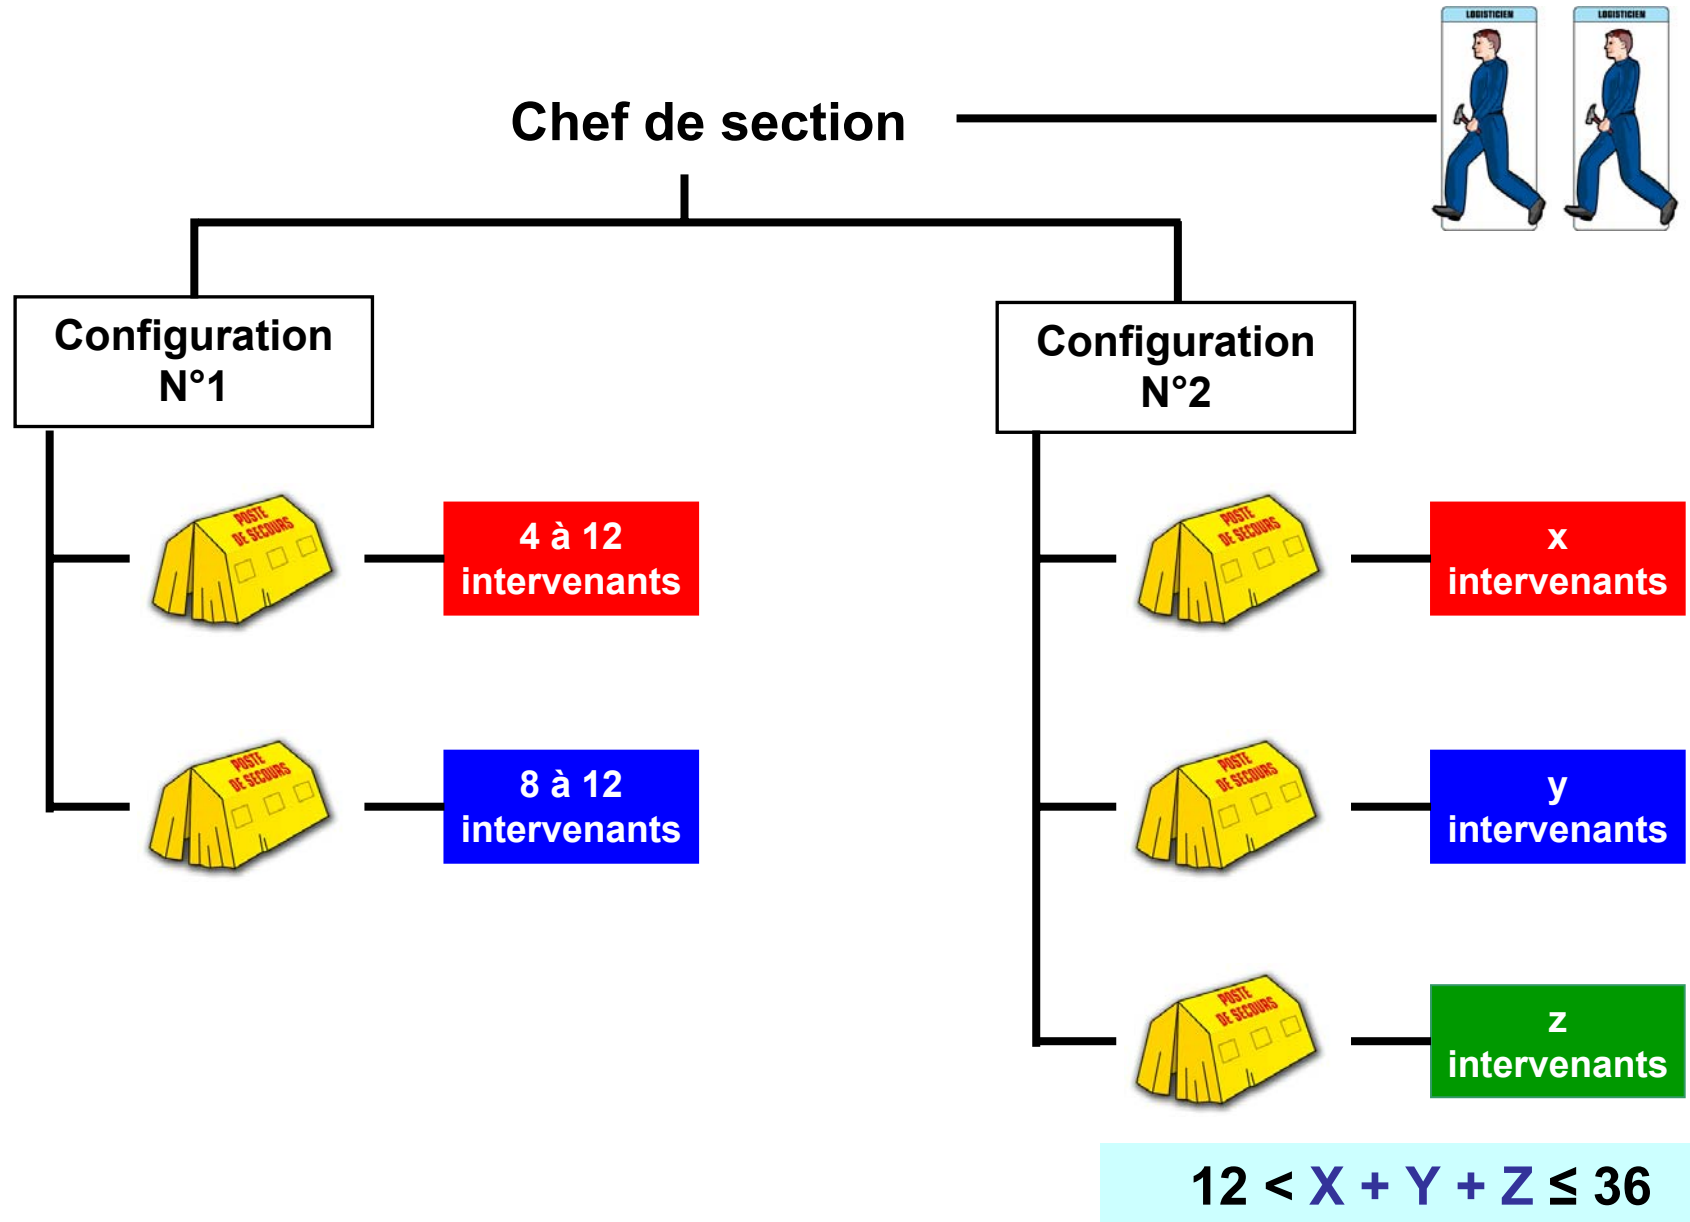 LOGISTICIEN
LOGISTICIEN
Chef de section
Configuration
N°1
Configuration
N°2
POSTE
DE SECOURS
4 à 12
intervenants
POSTE
DE SECOURS
x
intervenants
POSTE
DE SECOURS
8 à 12
intervenants
POSTE
DE SECOURS
y
intervenants
POSTE
DE SECOURS
z
intervenants
12 < X + Y + Z ≤ 36